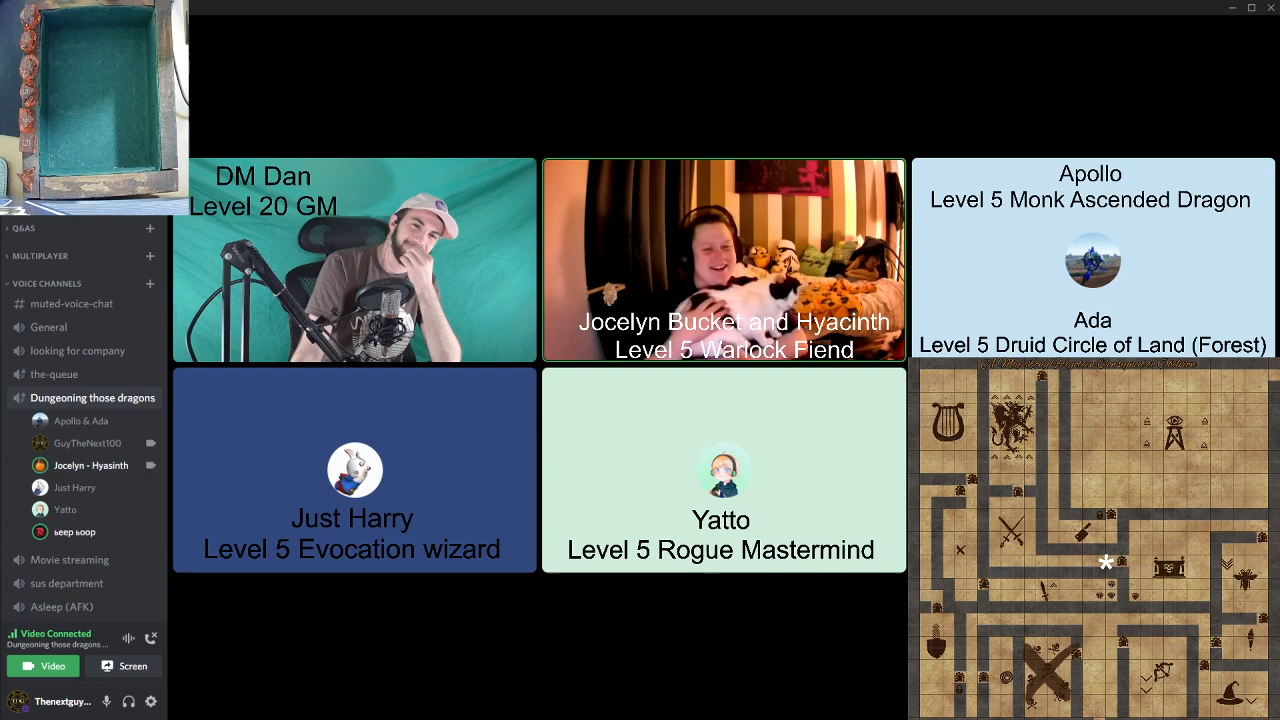 DM Dan
Level 20 GM
Jocelyn Bucket and Hyacinth
Level 5 Warlock Fiend
Apollo
Level 5 Monk Ascended Dragon
Ada
Level 5 Druid Circle of Land (Forest)
Just Harry
Level 5 Evocation wizard
Yatto
Level 5 Rogue Mastermind
Q&AS
MULTIPLAYER
VOICE CHANNELS
muted-voice-chat
General
looking for company
the-queue
Dungeoning those dragons
Apollo & Ada
GuyTheNext100
Jocelyn - Hyasinth
Just Harry
Yatto
Movie streaming
sus department
Asleep (AFK)
Video Connected
Dungeoning those dragons ...
Video
Screen
Thenextguy...